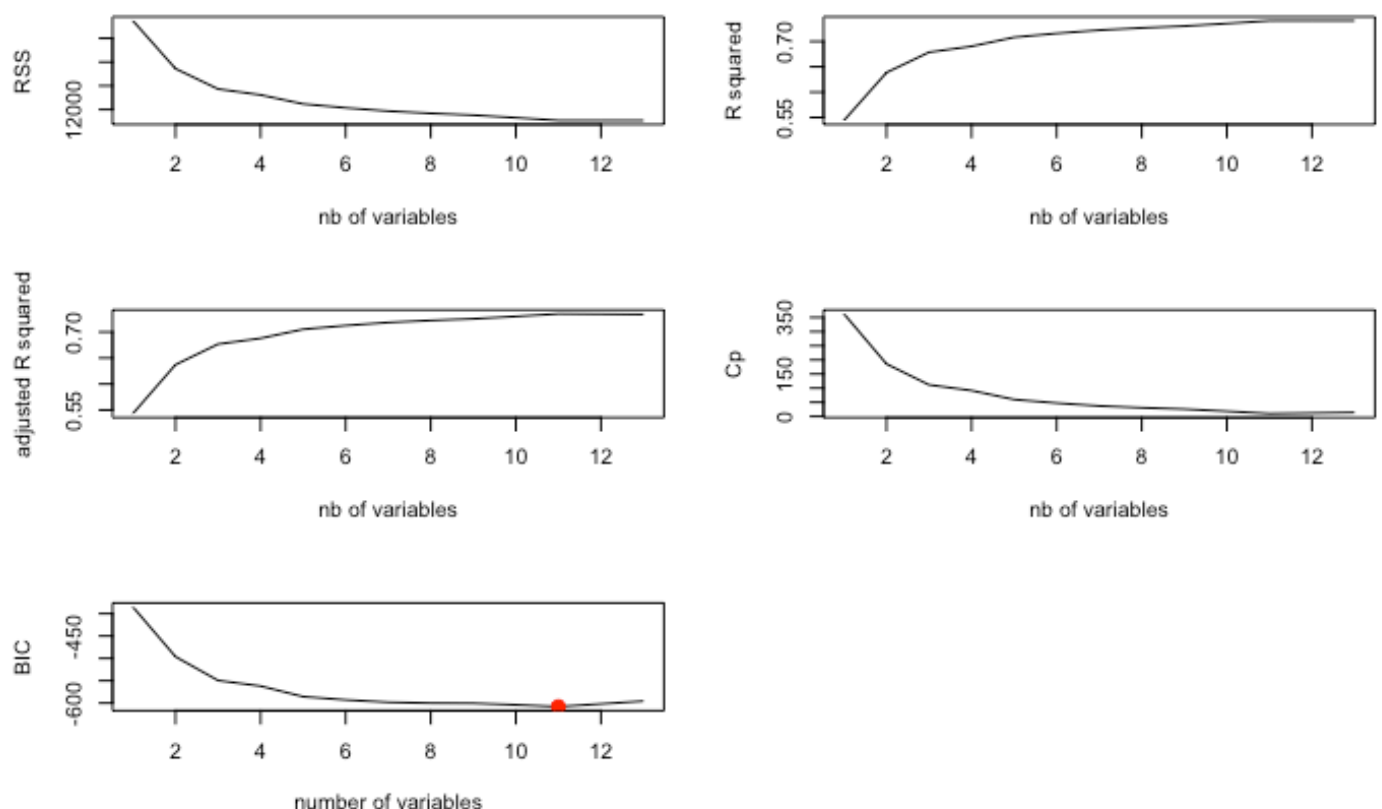 RSS
12000
2 4 6 8 10 12
nb of variables
R squared
0.70
0.55
2 4 6 8 10 12
nb of variables
adjusted R squared
0.70
0.55
2 4 6 8 10 12
nb of variables
Cp
350
150
0
2 4 6 8 10 12
nb of variables
BIC
-450
-600
2 4 6 8 10 12
number of variables